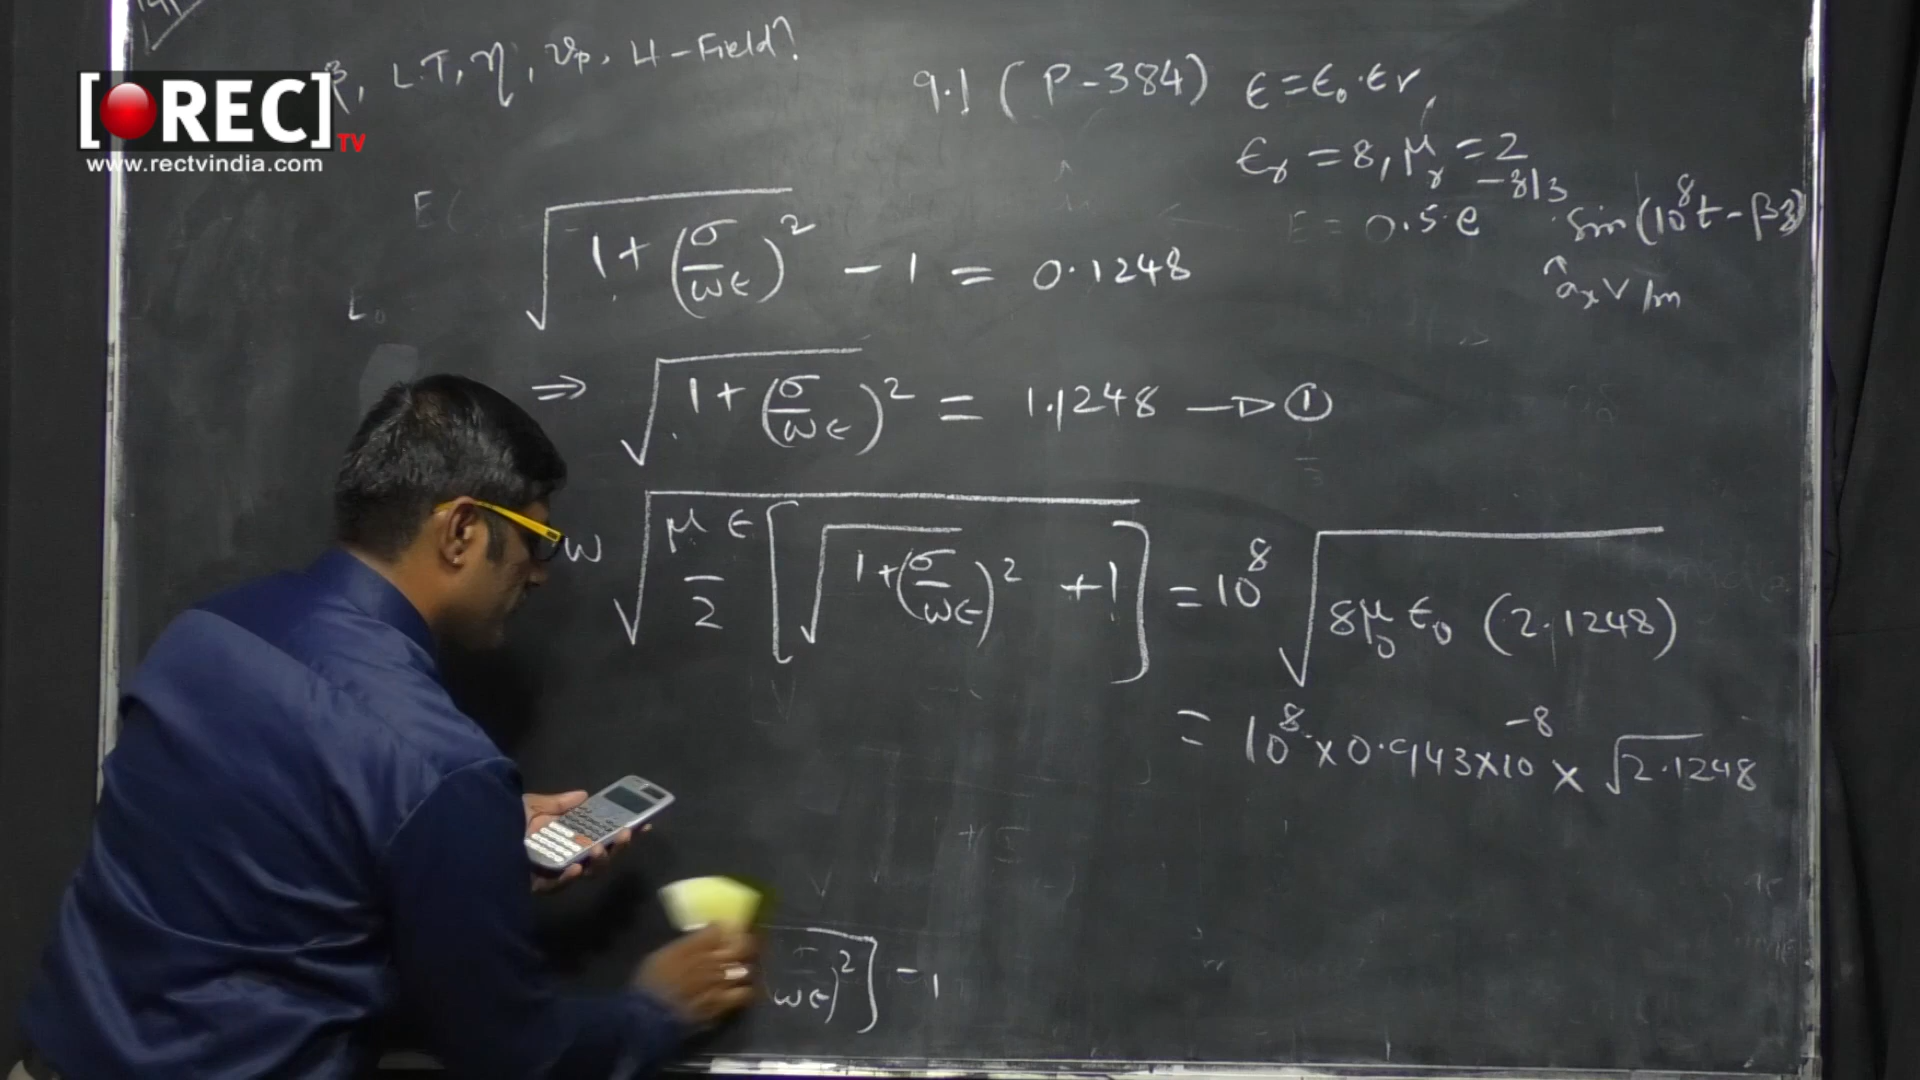 β, L.T, η, vp, H-Field?
[REC] TV
www.rectvindia.com
9.1 (P-384) ϵ=ϵ₀.ϵr,
ϵr = 8, μr = 2
E = 0.5 e^(-z/3) sin(10^8 t - βz)
âx V/m
√(1+(σ/ωϵ)²) - 1 = 0.1248
⇒ √(1+(σ/ωϵ)²) = 1.1248 → ①
ω √(μϵ/2 [√(1+(σ/ωϵ)²) +1]) = 10^8 √(8μ₀ϵ₀ (2.1248))
= 10^8 × 0.943×10^-8 × √2.1248
ωϵ)²] - 1